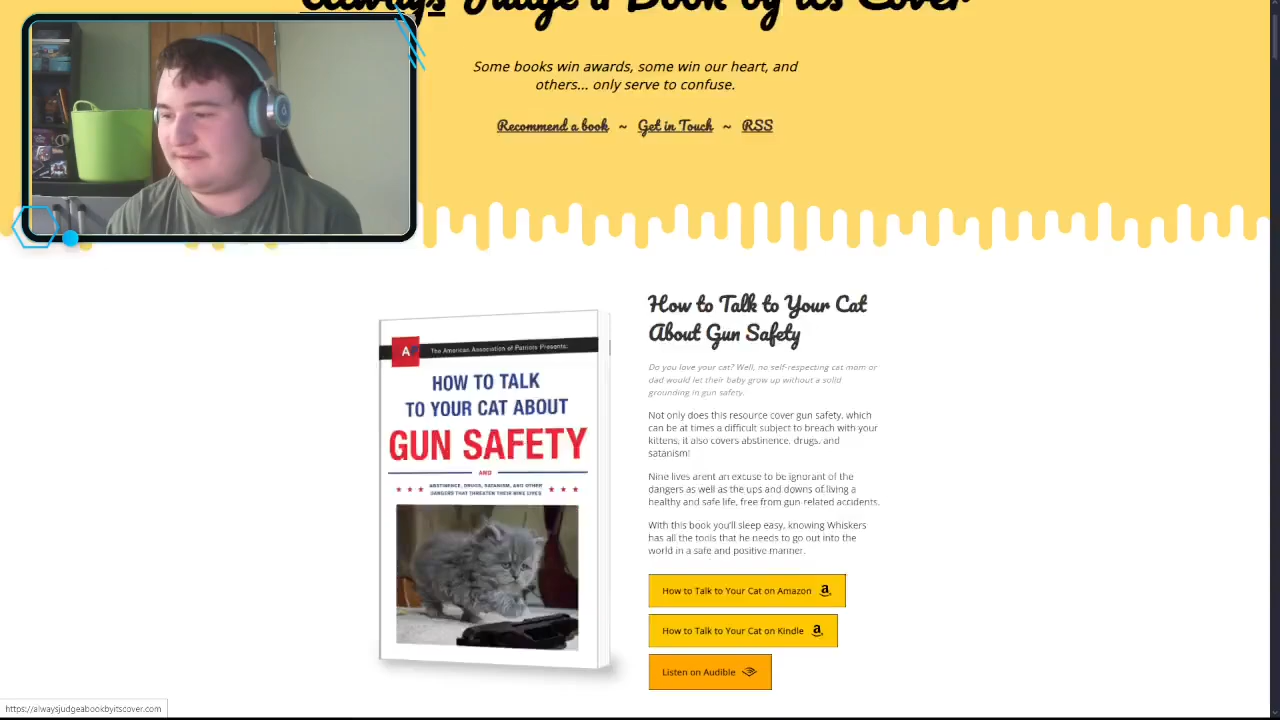 Always Judge a Book by its Cover
Some books win awards, some win our heart, and
others... only serve to confuse.
Recommend a book ~ Get in Touch ~ RSS
How to Talk to Your Cat
About Gun Safety
Do you love your cat? Well, no self-respecting cat mom or
dad would let their baby grow up without a solid
grounding in gun safety.
Not only does this resource cover gun safety, which
can be at times a difficult subject to breach with your
kittens, it also covers abstinence, drugs, and
satanism!
Nine lives arent an excuse to be ignorant of the
dangers as well as the ups and downs of living a
healthy and safe life, free from gun-related accidents.
With this book you'll sleep easy, knowing Whiskers
has all the tools that he needs to go out into the
world in a safe and positive manner.
How to Talk to Your Cat on Amazon
How to Talk to Your Cat on Kindle
Listen on Audible
AP The American Association of Patriots Presents:
HOW TO TALK
TO YOUR CAT ABOUT
GUN SAFETY
AND
ABSTINENCE, DRUGS, SATANISM, AND OTHER
DANGERS THAT THREATEN THEIR NINE LIVES
https://alwaysjudgeabookbyitscover.com